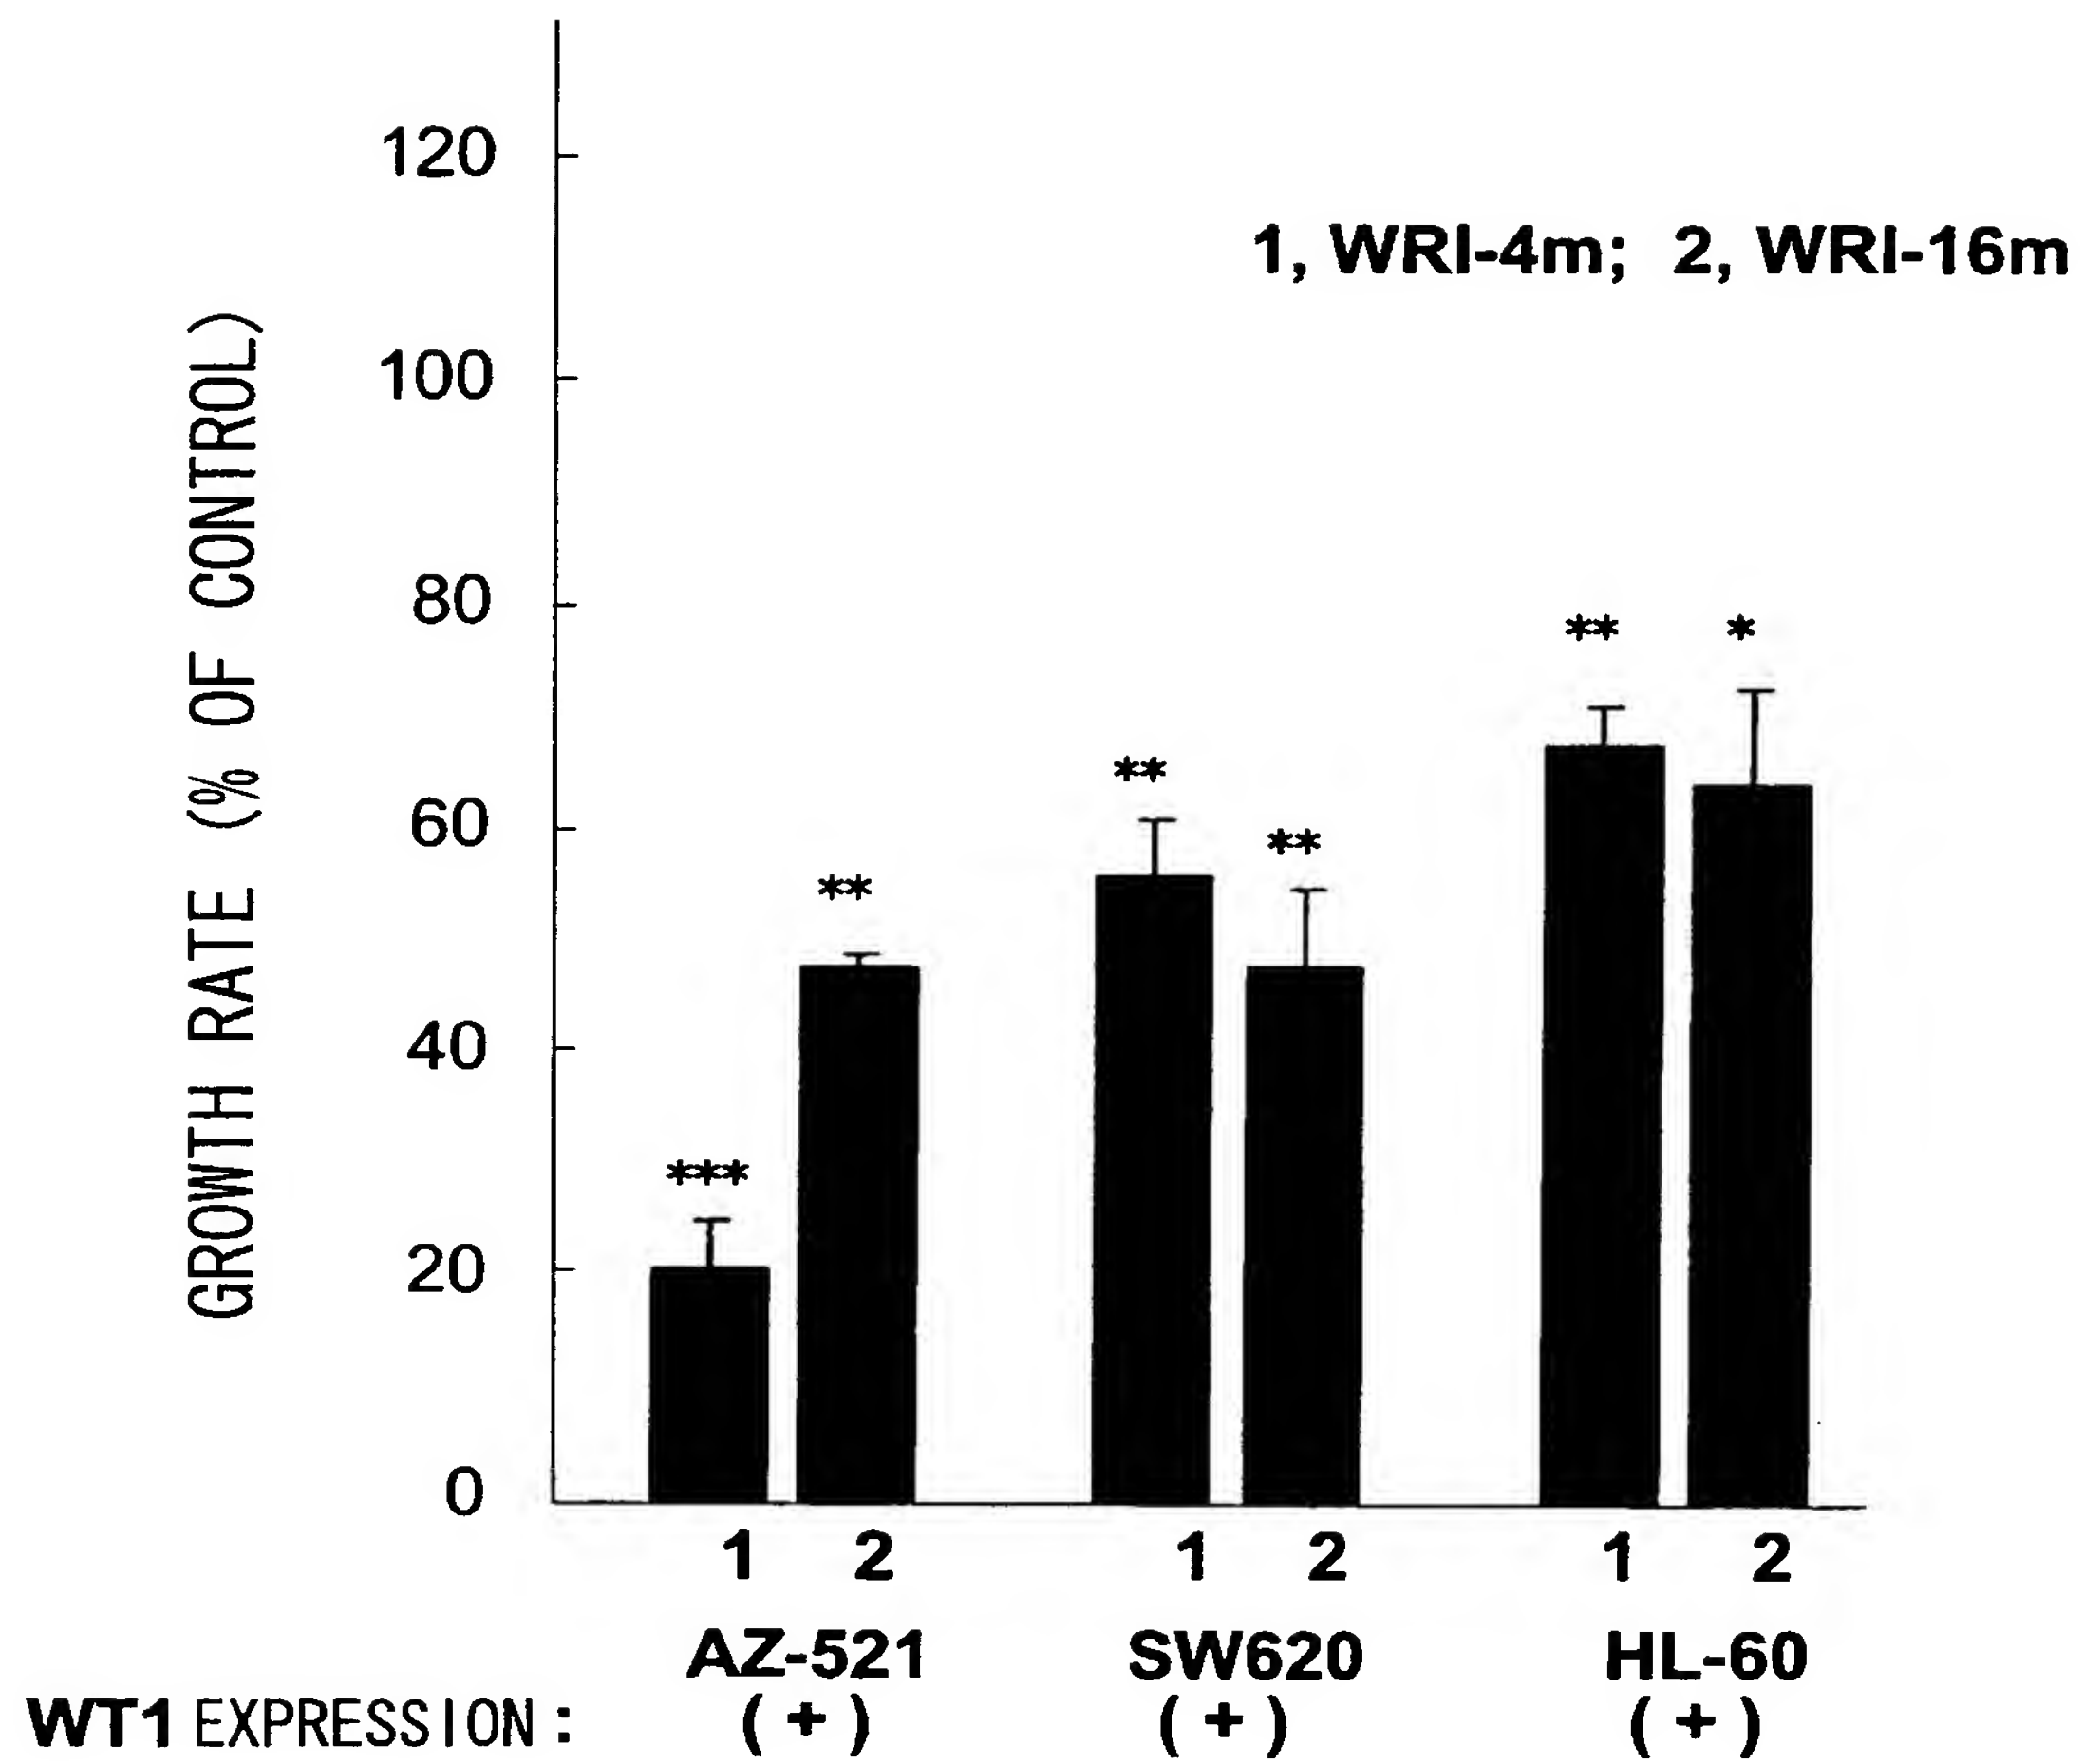 120
1, WRI-4m; 2, WRI-16m
100
GROWTH RATE (% OF CONTROL)
80
** *
**
60
**
**
40
***
20
0
1 2 1 2 1 2
AZ-521 SW620 HL-60
WT1 EXPRESSION : (+) (+) (+)